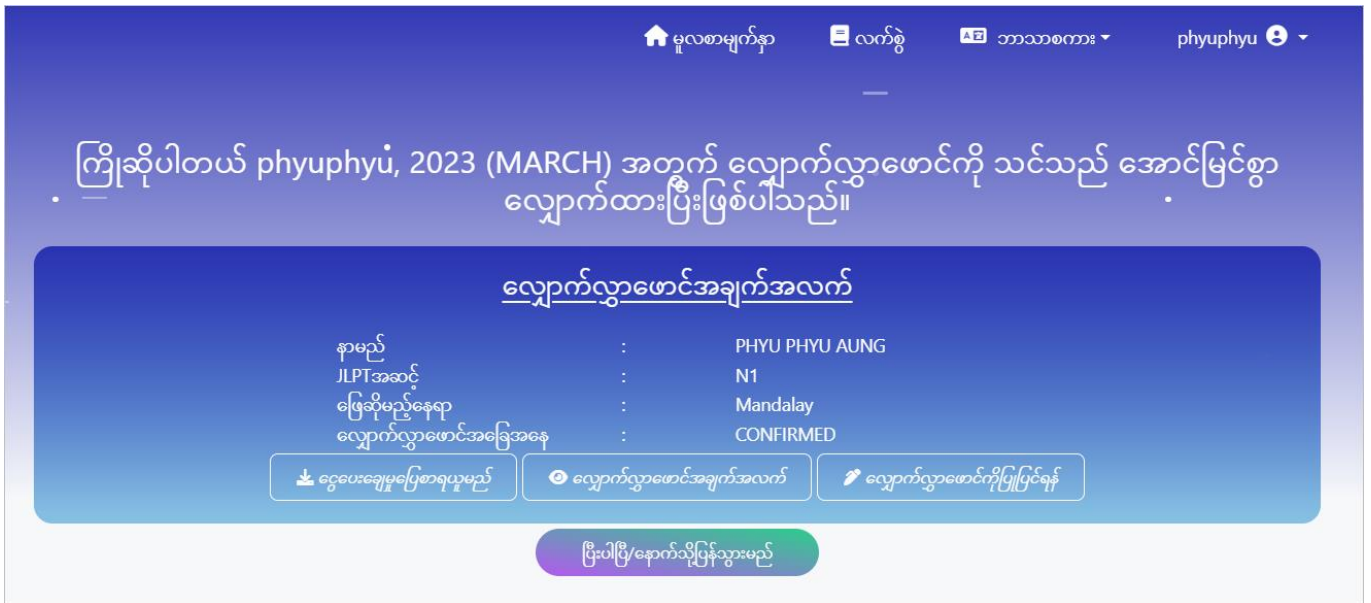 မူလစာမျက်နှာ လက်စွဲ ဘာသာစကား phyuphyu
ကြိုဆိုပါတယ် phyuphyu, 2023 (MARCH) အတွက် လျှောက်လွှာဖောင်ကို သင်သည် အောင်မြင်စွာ
လျှောက်ထားပြီးဖြစ်ပါသည်။
လျှောက်လွှာဖောင်အချက်အလက်
နာမည် : PHYU PHYU AUNG
JLPTအဆင့် : N1
ဖြေဆိုမည့်နေရာ : Mandalay
လျှောက်လွှာဖောင်အခြေအနေ : CONFIRMED
ငွေပေးချေမှုပြေစာရယူမည် လျှောက်လွှာဖောင်အချက်အလက် လျှောက်လွှာဖောင်ကိုပြုပြင်ရန်
ပြီးပါပြီ/နောက်သို့ပြန်သွားမည်